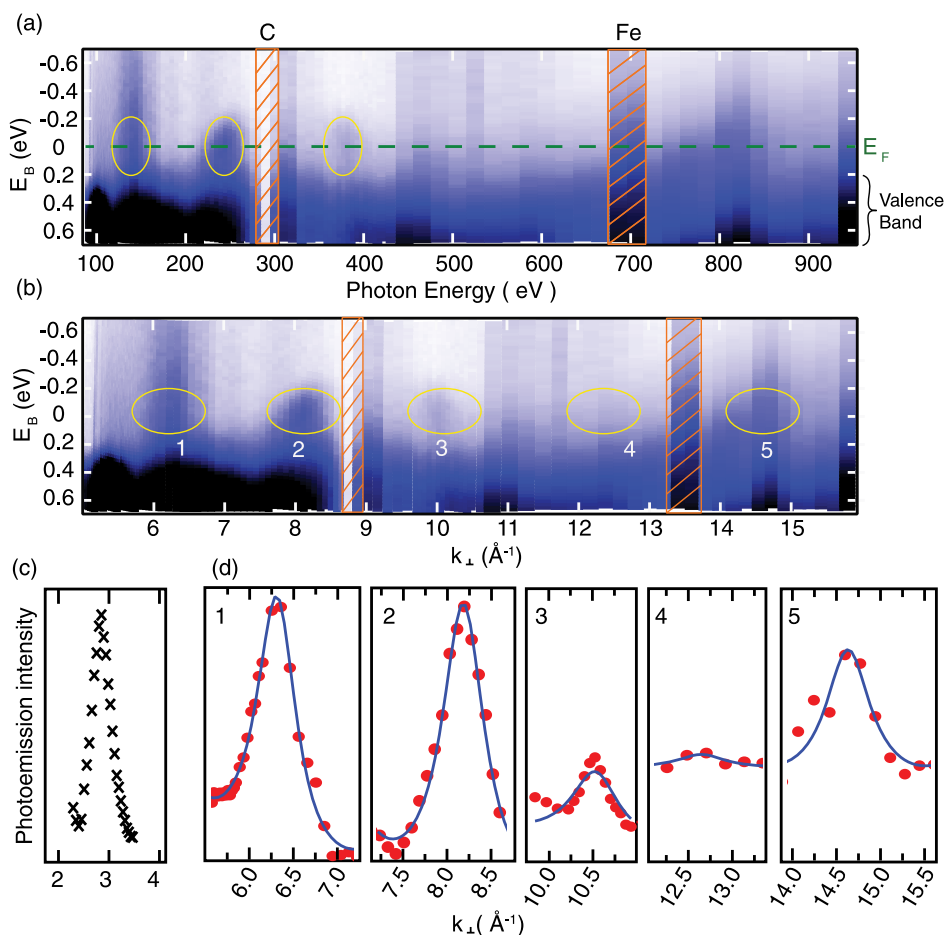 (a)
C
Fe
-0.6
-0.4
-0.2
0
0.2
0.4
0.6
E_B (eV)
E_F
Valence
Band
100 200 300 400 500 600 700 800 900
Photon Energy ( eV )
(b)
-0.6
-0.4
-0.2
0
0.2
0.4
0.6
E_B (eV)
1 2 3 4 5
6 7 8 9 10 11 12 13 14 15
k⊥ (Å⁻¹)
(c)
(d)
Photoemission intensity
2 3 4
1
2
3
4
5
6.0 6.5 7.0
7.5 8.0 8.5
10.0 10.5
12.5 13.0
14.0 14.5 15.0 15.5
k⊥( Å⁻¹)